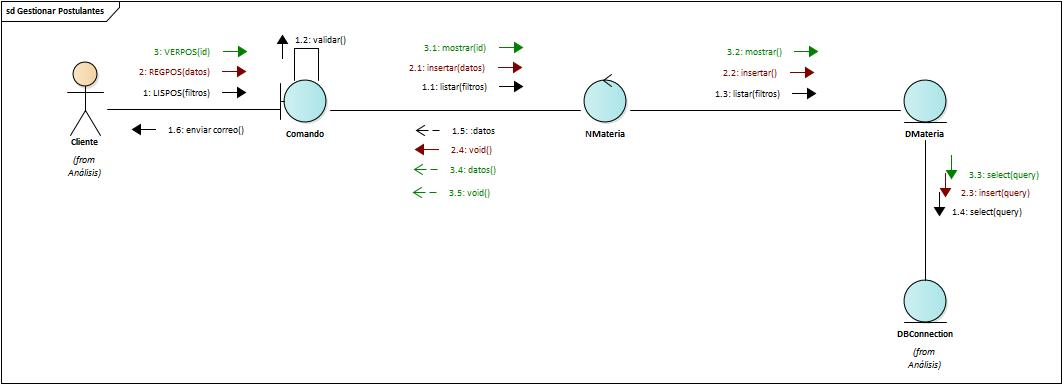 sd Gestionar Postulantes
3: VERPOS(id)
2: REGPOS(datos)
1: LISPOS(filtros)
1.6: enviar correo()
Cliente
(from
Análisis)
1.2: validar()
Comando
3.1: mostrar(id)
2.1: insertar(datos)
1.1: listar(filtros)
1.5: :datos
2.4: void()
3.4: datos()
3.5: void()
NMateria
3.2: mostrar()
2.2: insertar()
1.3: listar(filtros)
DMateria
3.3: select(query)
2.3: insert(query)
1.4: select(query)
DBConnection
(from
Análisis)